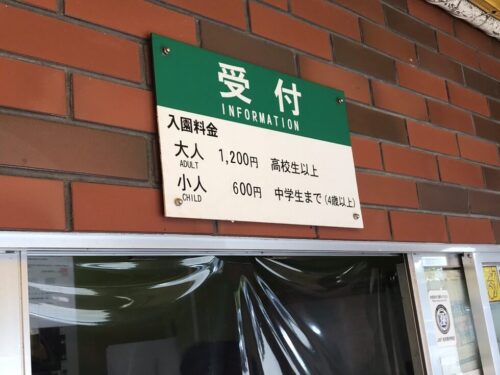 受付
INFORMATION
入園料金
大人 1,200円 高校生以上
ADULT
小人 600円 中学生まで(4歳以上)
CHILD